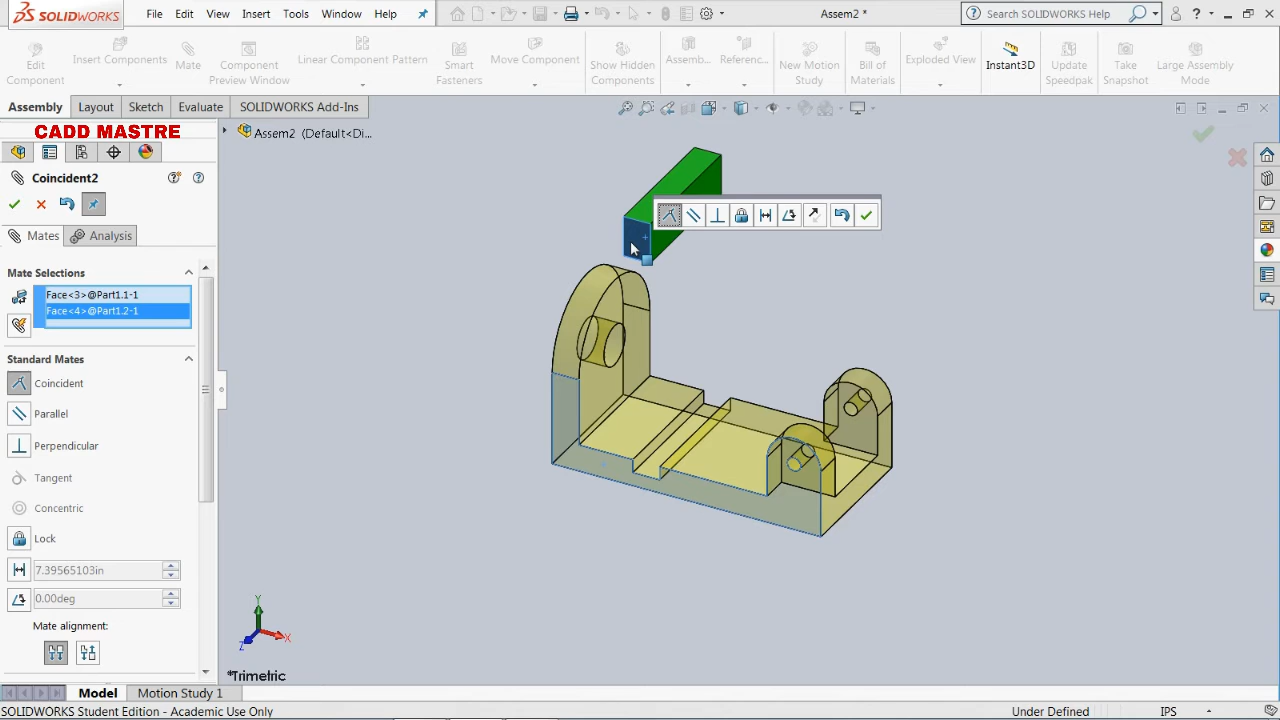 SOLIDWORKS File Edit View Insert Tools Window Help Assem2 * Search SOLIDWORKS Help ?
Edit Component
Insert Components
Mate
Component Preview Window
Linear Component Pattern
Smart Fasteners
Move Component
Show Hidden Components
Assemb...
Referenc...
New Motion Study
Bill of Materials
Exploded View
Instant3D
Update Speedpak
Take Snapshot
Large Assembly Mode
Assembly Layout Sketch Evaluate SOLIDWORKS Add-Ins
CADD MASTRE
Assem2 (Default<Di...
Coincident2
Mates Analysis
Mate Selections
Face<3>@Part1.1-1
Face<4>@Part1.2-1
Standard Mates
Coincident
Parallel
Perpendicular
Tangent
Concentric
Lock
7.39565103in
0.00deg
Mate alignment:
Y
X
Z
*Trimetric
Model Motion Study 1
SOLIDWORKS Student Edition - Academic Use Only Under Defined IPS